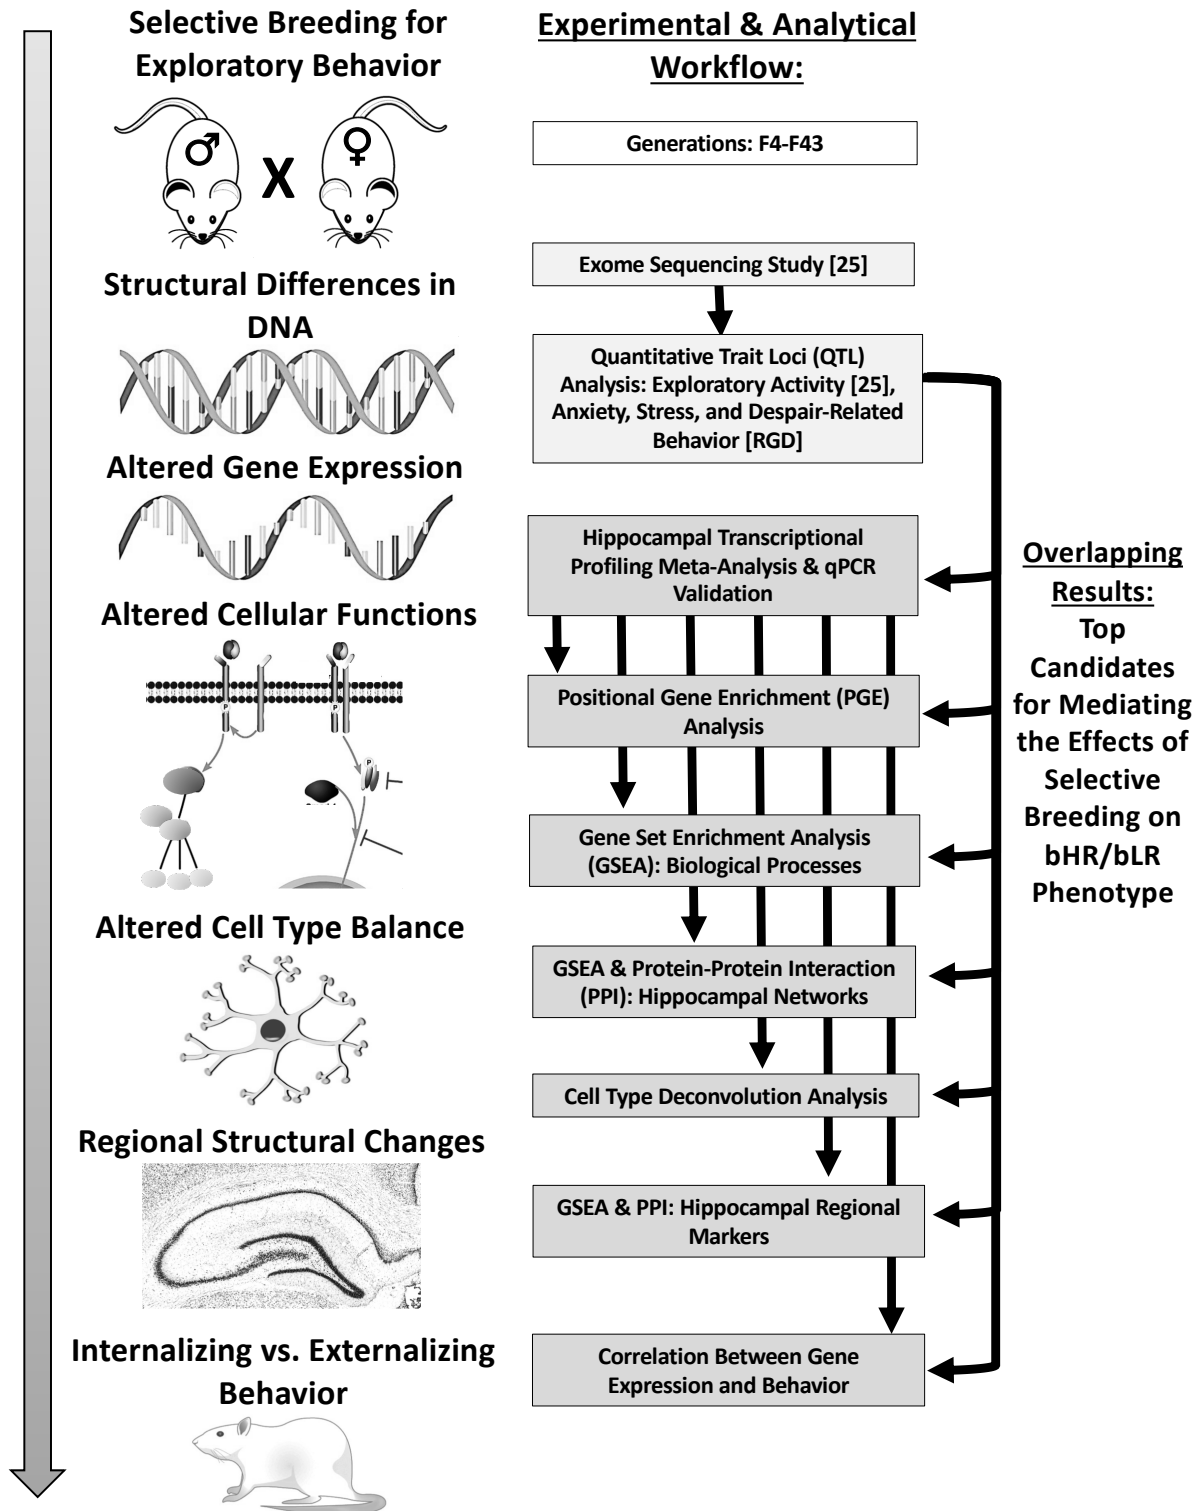 Selective Breeding for
Exploratory Behavior
X
Structural Differences in
DNA
Altered Gene Expression
Altered Cellular Functions
P
P
P
Altered Cell Type Balance
Regional Structural Changes
Internalizing vs. Externalizing
Behavior
Experimental & Analytical
Workflow:
Generations: F4-F43
Exome Sequencing Study [25]
Quantitative Trait Loci (QTL)
Analysis: Exploratory Activity [25],
Anxiety, Stress, and Despair-Related
Behavior [RGD]
Hippocampal Transcriptional
Profiling Meta-Analysis & qPCR
Validation
Positional Gene Enrichment (PGE)
Analysis
Gene Set Enrichment Analysis
(GSEA): Biological Processes
GSEA & Protein-Protein Interaction
(PPI): Hippocampal Networks
Cell Type Deconvolution Analysis
GSEA & PPI: Hippocampal Regional
Markers
Correlation Between Gene
Expression and Behavior
Overlapping
Results:
Top
Candidates
for Mediating
the Effects of
Selective
Breeding on
bHR/bLR
Phenotype